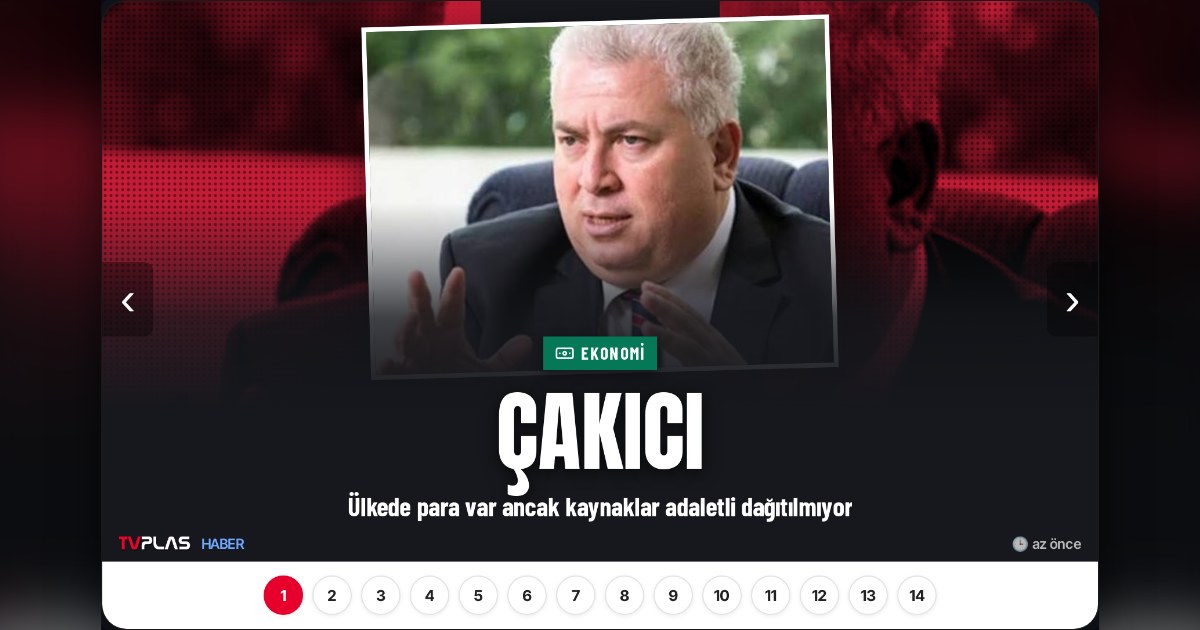 EKONOMİ
ÇAKICI
Ülkede para var ancak kaynaklar adaletli dağıtılmıyor
TVPLAS HABER
az önce
1 2 3 4 5 6 7 8 9 10 11 12 13 14